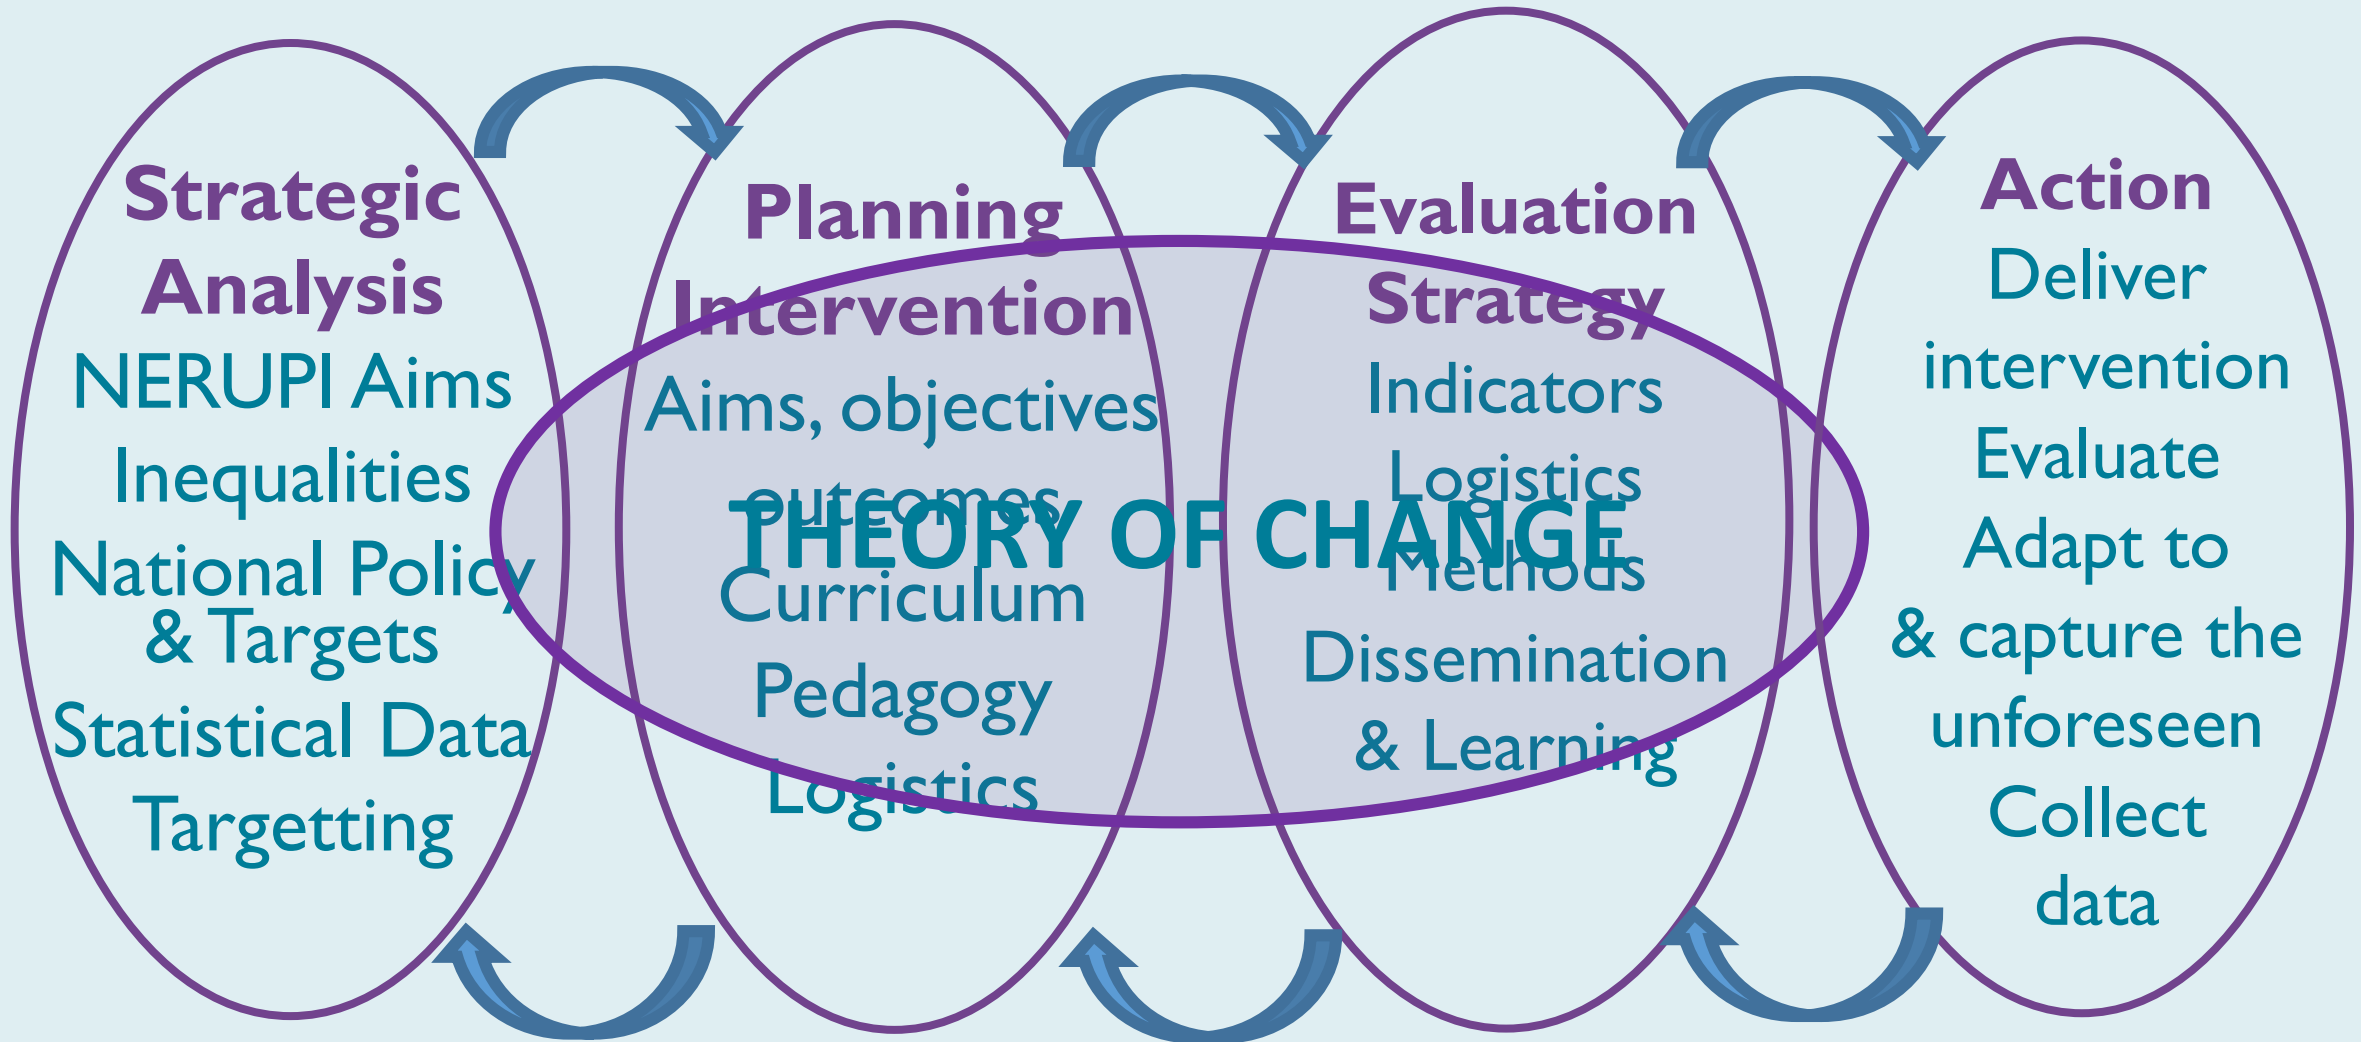 Strategic
Analysis
NERUPI Aims
Inequalities
National Policy
& Targets
Statistical Data
Targetting
Planning
Intervention
Aims, objectives
outcomes
Curriculum
Pedagogy
Logistics
Evaluation
Strategy
Indicators
Logistics
Methods
Dissemination
& Learning
Action
Deliver
intervention
Evaluate
Adapt to
& capture the
unforeseen
Collect
data
THEORY OF CHANGE